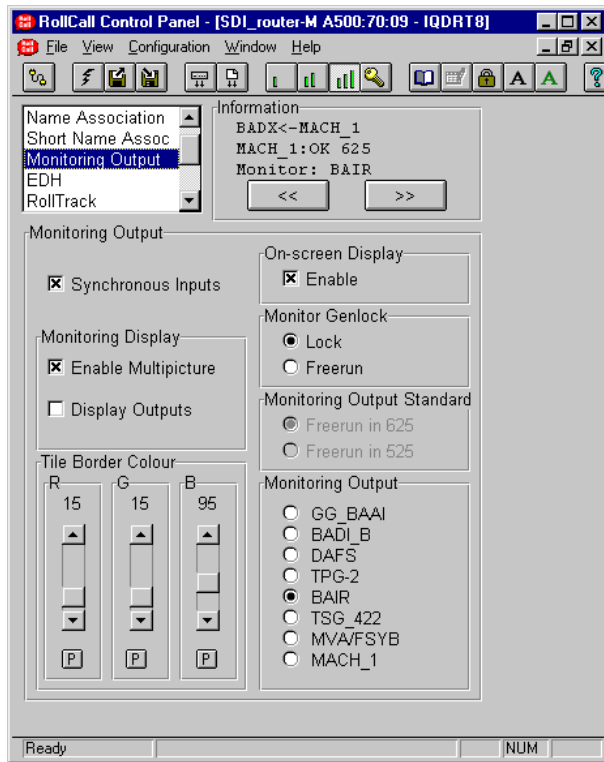 RollCall Control Panel - [SDI_router-M A500:70:09 - IQDRT8]
File View Configuration Window Help
A A ?
Name Association
Short Name Assoc
Monitoring Output
EDH
RollTrack
Information
BADX<-MACH_1
MACH_1:OK 625
Monitor: BAIR
<< >>
Monitoring Output
Synchronous Inputs
On-screen Display
Enable
Monitor Genlock
Lock
Freerun
Monitoring Display
Enable Multipicture
Display Outputs
Monitoring Output Standard
Freerun in 625
Freerun in 525
Tile Border Colour
R G B
15 15 95
P P P
Monitoring Output
GG_BAAI
BADI_B
DAFS
TPG-2
BAIR
TSG_422
MVA/FSYB
MACH_1
Ready NUM